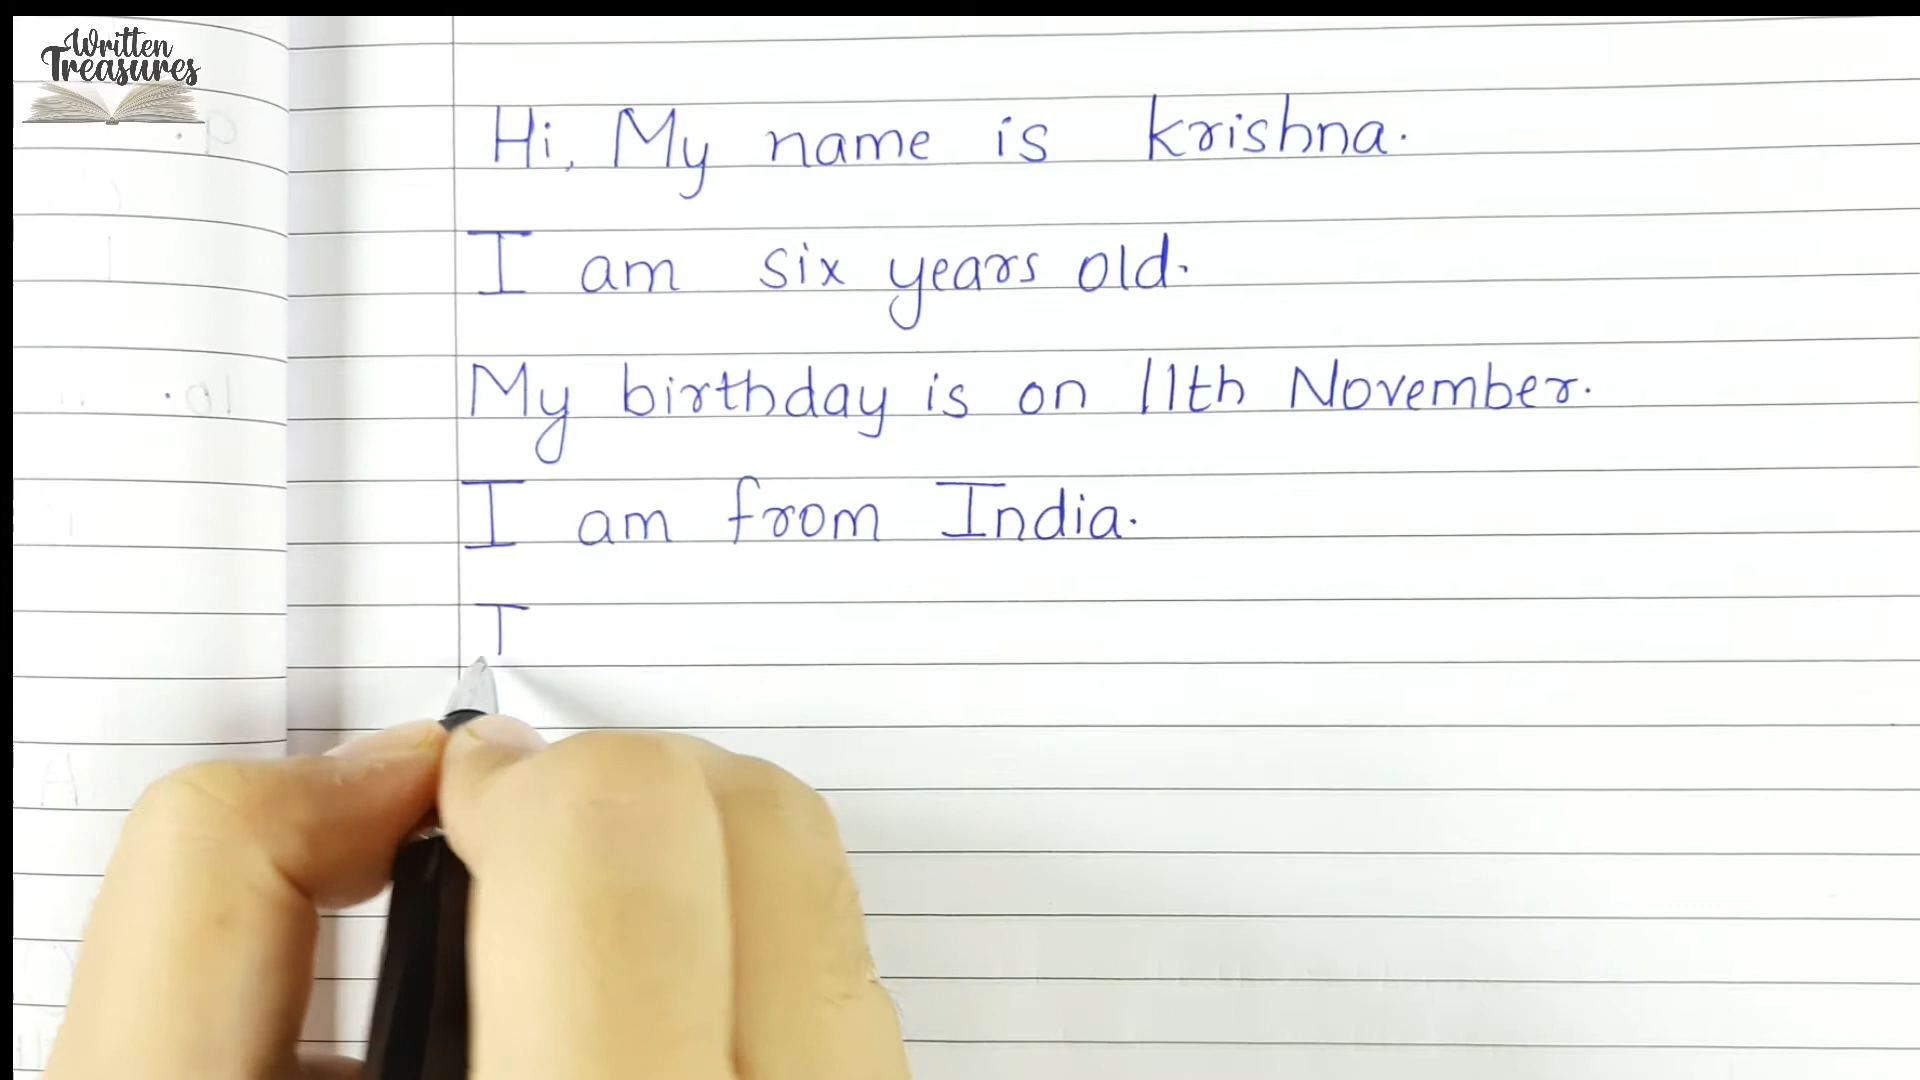 Written
Treasures
Hi, My name is krishna.
I am six years old.
My birthday is on 11th November.
I am from India.
I